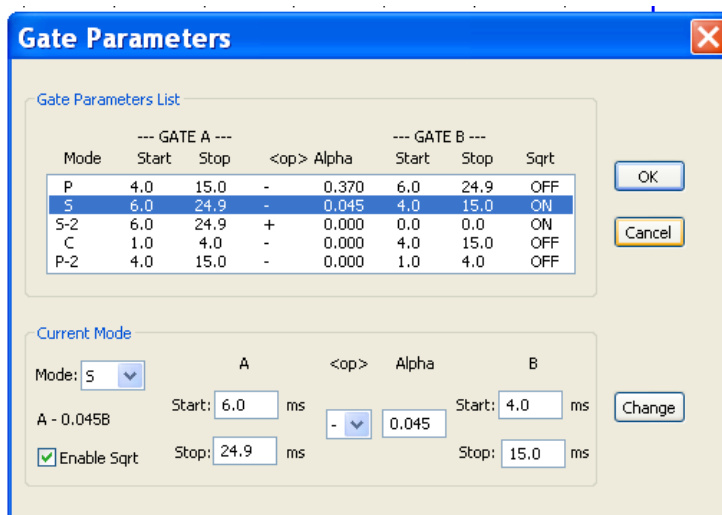 Gate Parameters
Gate Parameters List
--- GATE A --- --- GATE B ---
Mode Start Stop <op> Alpha Start Stop Sqrt
P 4.0 15.0 - 0.370 6.0 24.9 OFF
S 6.0 24.9 - 0.045 4.0 15.0 ON
S-2 6.0 24.9 + 0.000 0.0 0.0 ON
C 1.0 4.0 - 0.000 4.0 15.0 OFF
P-2 4.0 15.0 - 0.000 1.0 4.0 OFF
OK
Cancel
Current Mode
A <op> Alpha B
Mode: S
Start: 6.0 ms - 0.045 Start: 4.0 ms
A - 0.045B
Change
Enable Sqrt Stop: 24.9 ms Stop: 15.0 ms